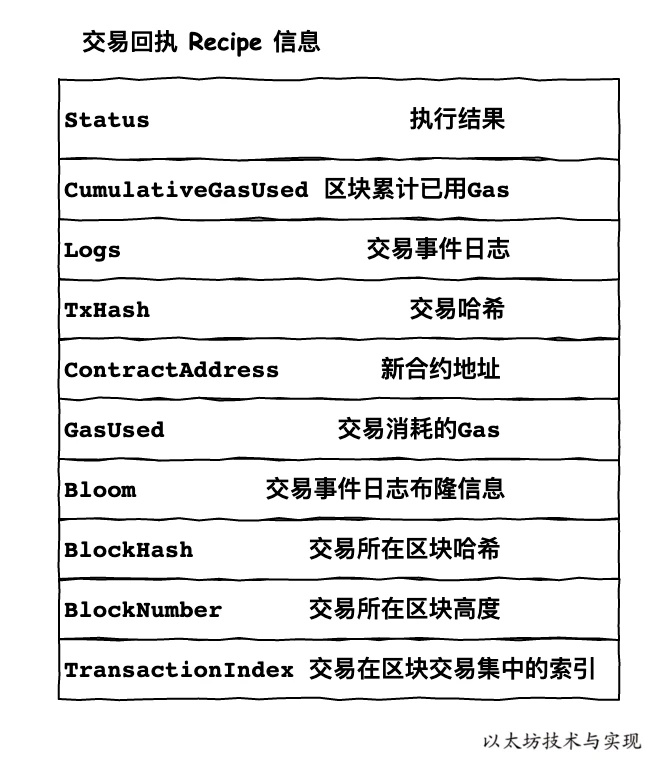 交易回执 Recipe 信息
Status 执行结果
CumulativeGasUsed 区块累计已用Gas
Logs 交易事件日志
TxHash 交易哈希
ContractAddress 新合约地址
GasUsed 交易消耗的Gas
Bloom 交易事件日志布隆信息
BlockHash 交易所在区块哈希
BlockNumber 交易所在区块高度
TransactionIndex 交易在区块交易集中的索引
以太坊技术与实现